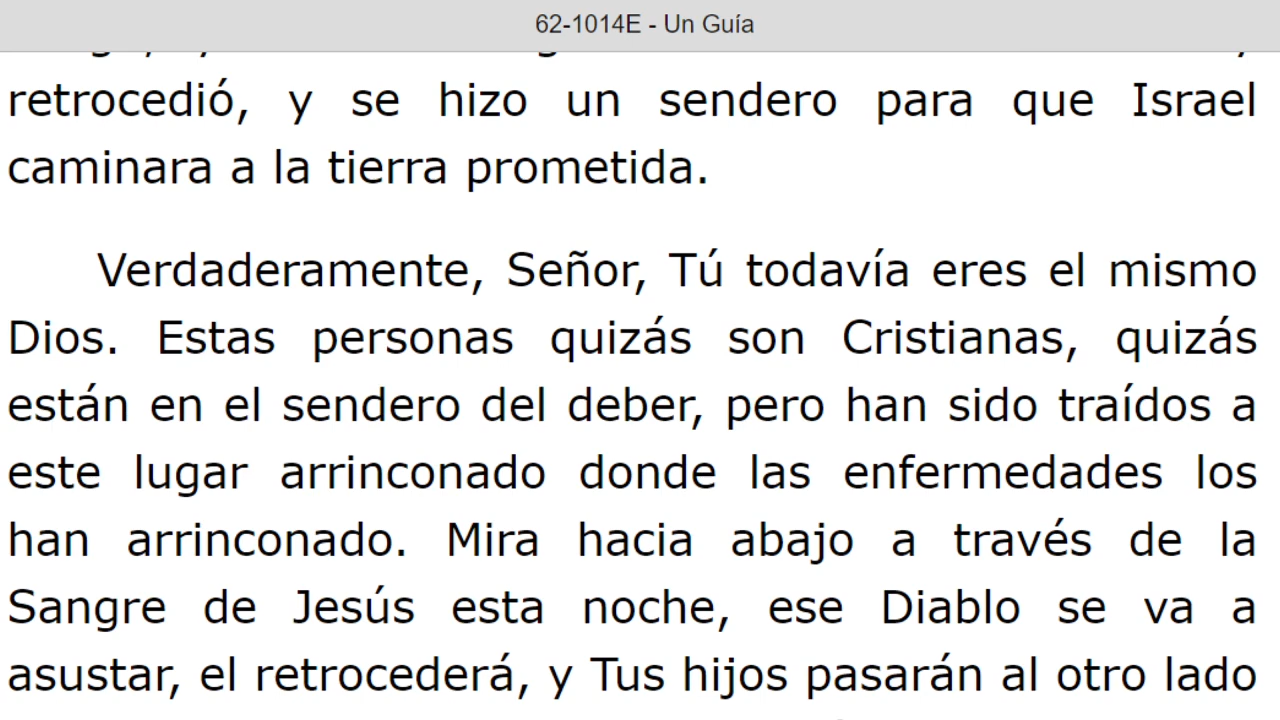 62-1014E - Un Guía
retrocedió, y se hizo un sendero para que Israel
caminara a la tierra prometida.
Verdaderamente, Señor, Tú todavía eres el mismo
Dios. Estas personas quizás son Cristianas, quizás
están en el sendero del deber, pero han sido traídos a
este lugar arrinconado donde las enfermedades los
han arrinconado. Mira hacia abajo a través de la
Sangre de Jesús esta noche, ese Diablo se va a
asustar, el retrocederá, y Tus hijos pasarán al otro lado